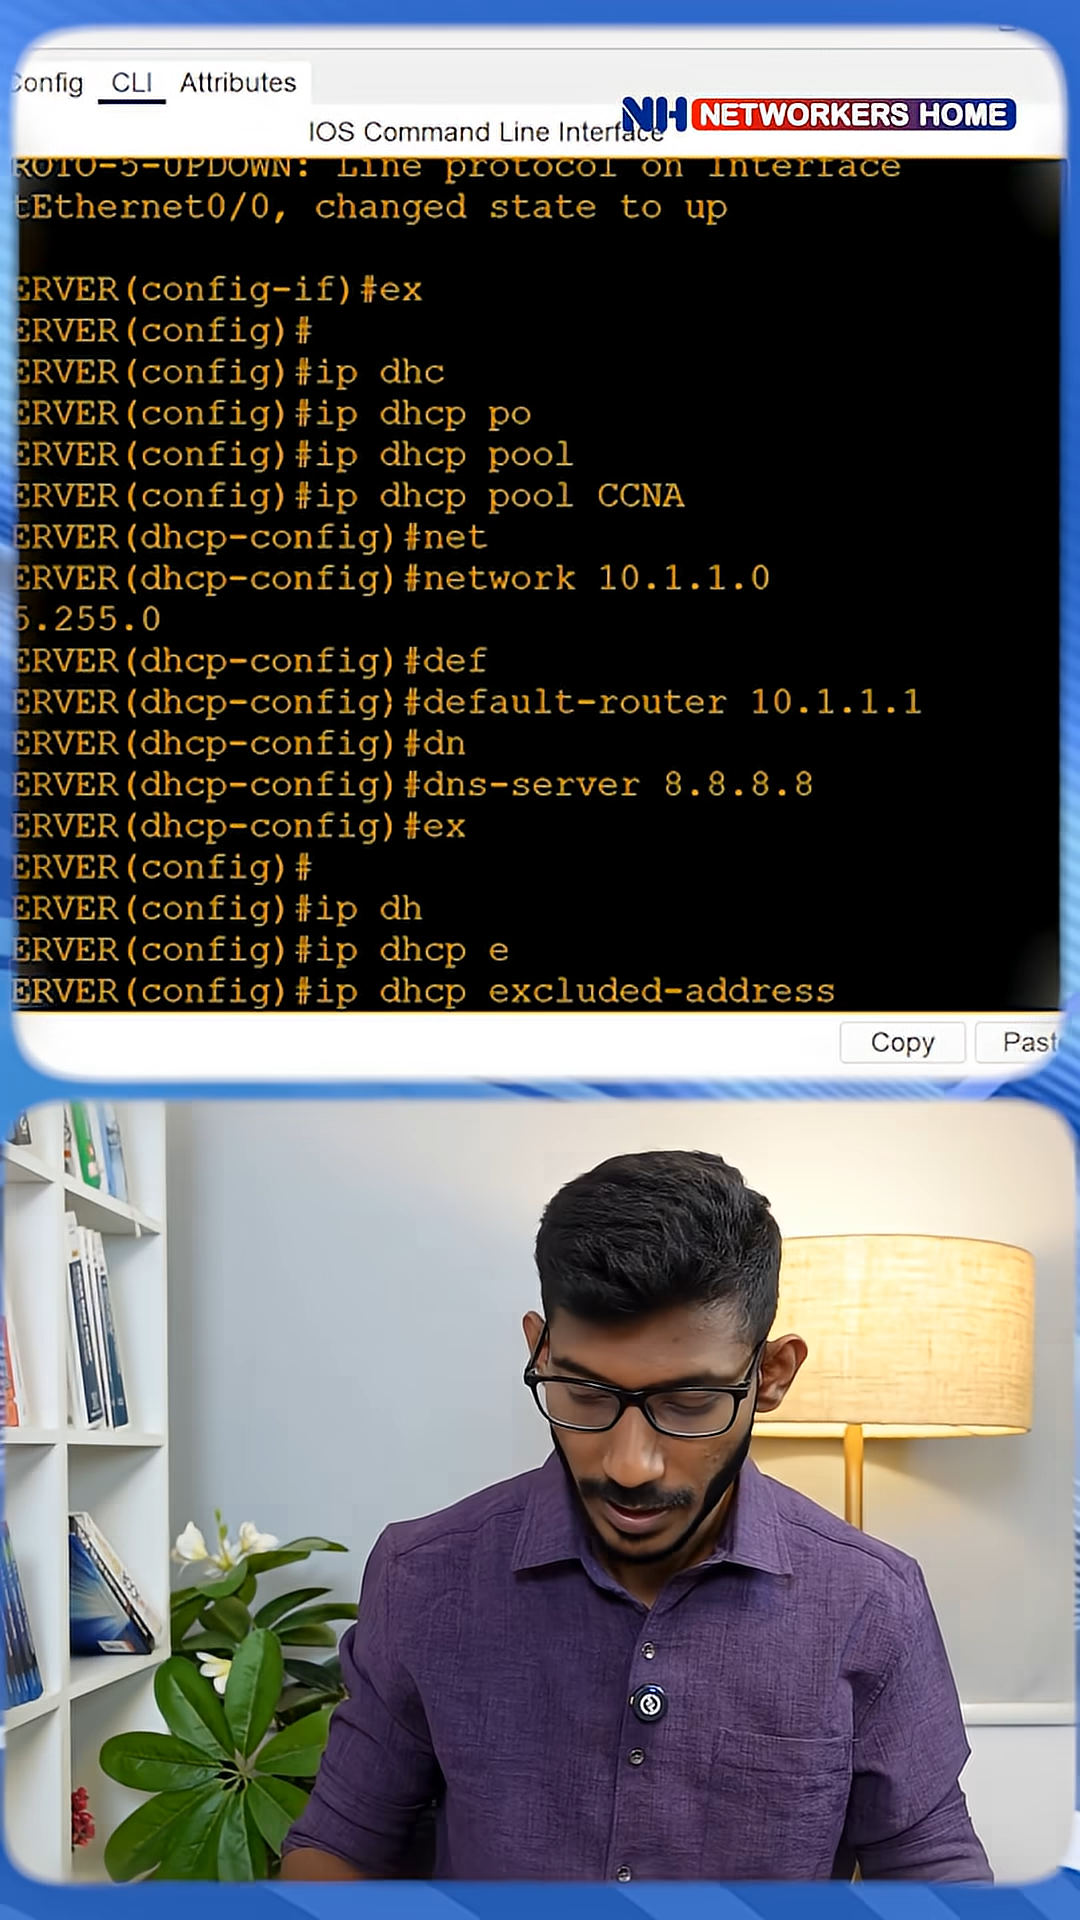 Config CLI Attributes
IOS Command Line Interface
NH NETWORKERS HOME
ROTO-5-UPDOWN: Line protocol on Interface
tEthernet0/0, changed state to up
ERVER(config-if)#ex
ERVER(config)#
ERVER(config)#ip dhc
ERVER(config)#ip dhcp po
ERVER(config)#ip dhcp pool
ERVER(config)#ip dhcp pool CCNA
ERVER(dhcp-config)#net
ERVER(dhcp-config)#network 10.1.1.0
5.255.0
ERVER(dhcp-config)#def
ERVER(dhcp-config)#default-router 10.1.1.1
ERVER(dhcp-config)#dn
ERVER(dhcp-config)#dns-server 8.8.8.8
ERVER(dhcp-config)#ex
ERVER(config)#
ERVER(config)#ip dh
ERVER(config)#ip dhcp e
ERVER(config)#ip dhcp excluded-address
Copy Past